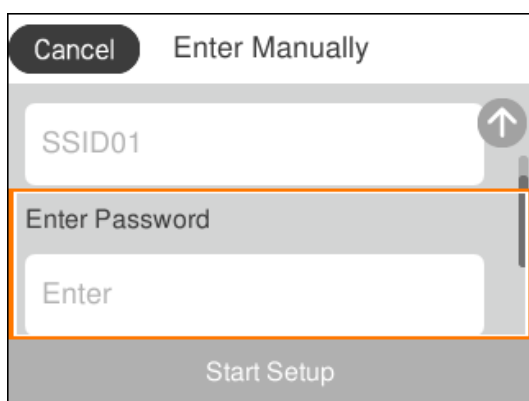 Cancel Enter Manually
SSID01
Enter Password
Enter
Start Setup